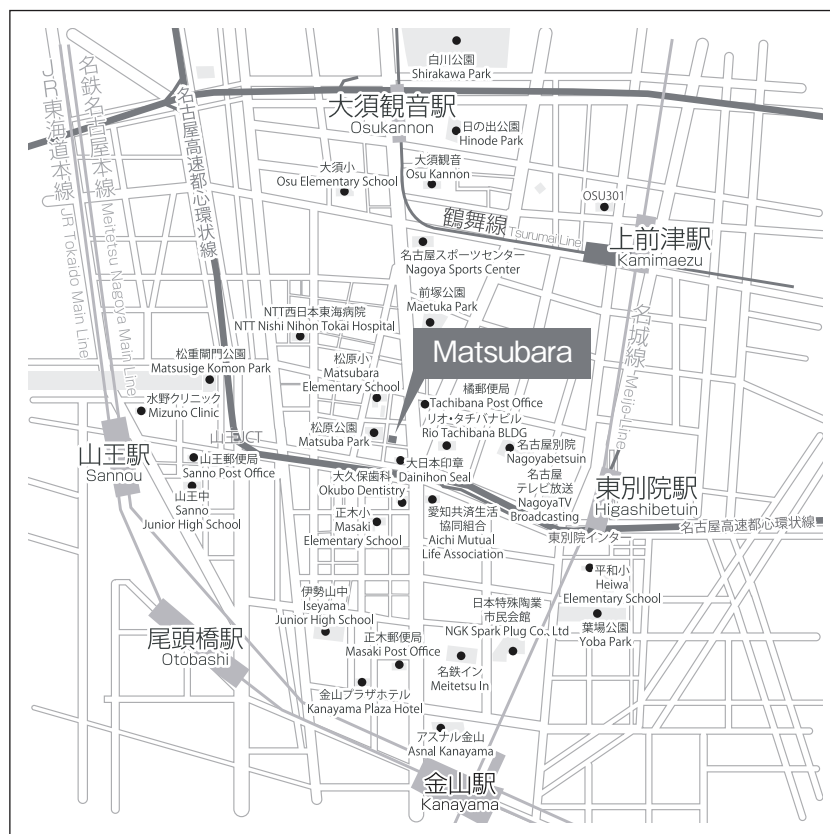 白川公園
Shirakawa Park
大須観音駅
Osukannon
日の出公園
Hinode Park
JR東海道本線 JR Tokaido Main Line
名鉄名古屋本線 Meitetsu Nagoya Main Line
名古屋高速都心環状線
大須小
Osu Elementary School
大須観音
Osu Kannon
OSU301
鶴舞線 Tsurumai Line
上前津駅
Kamimaezu
名古屋スポーツセンター
Nagoya Sports Center
前塚公園
Maetuka Park
NTT西日本東海病院
NTT Nishi Nihon Tokai Hospital
名城線 Meijo Line
Matsubara
松重閘門公園
Matsusige Komon Park
松原小
Matsubara
Elementary School
水野クリニック
Mizuno Clinic
橘郵便局
Tachibana Post Office
リオ・タチバナビル
Rio Tachibana BLDG
松原公園
Matsuba Park
山王JCT
山王駅
Sannou
山王郵便局
Sanno Post Office
名古屋別院
Nagoyabetsuin
大日本印章
Dainihon Seal
大久保歯科
Okubo Dentistry
名古屋
テレビ放送
NagoyaTV
Broadcasting
東別院駅
Higashibetuin
山王中
Sanno
Junior High School
正木小
Masaki
Elementary School
愛知共済生活
協同組合
Aichi Mutual
Life Association
東別院インター
名古屋高速都心環状線
平和小
Heiwa
Elementary School
伊勢山中
Iseyama
Junior High School
日本特殊陶業
市民会館
NGK Spark Plug Co., Ltd
葉場公園
Yoba Park
尾頭橋駅
Otobashi
正木郵便局
Masaki Post Office
名鉄イン
Meitetsu In
金山プラザホテル
Kanayama Plaza Hotel
アスナル金山
Asnal Kanayama
金山駅
Kanayama